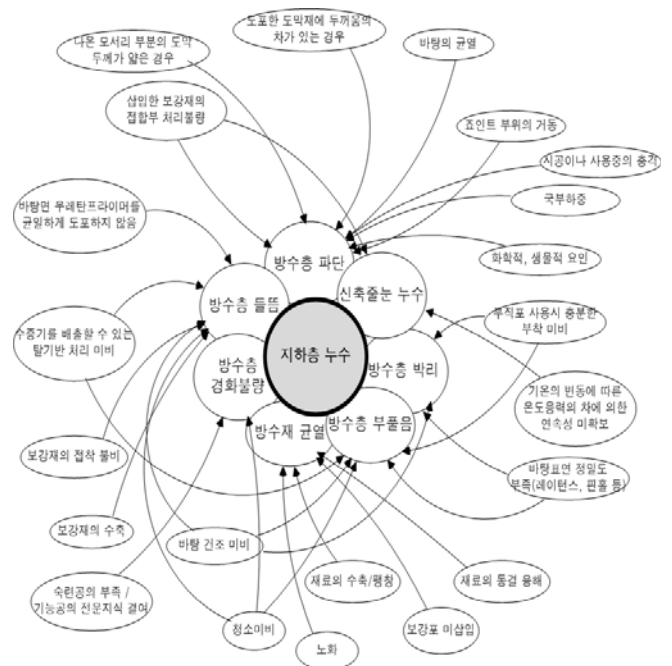 나온 모서리 부분의 도막
두께가 얇은 경우
도포한 도막재에 두꺼움의
차가 있는 경우
바탕의 균열
삽입한 보강재의
접합부 처리불량
죠인트 부위의 거동
시공이나 사용중의 충격
국부하중
바탕면 우레탄프라이머를
균일하게 도포하지 않음
화학적, 생물적 요인
방수층 파단
방수층 들뜸
신축줄눈 누수
수증기를 배출할 수 있는
탈기반 처리 미비
부직포 사용시 충분한
부착 미비
지하층 누수
방수층
경화불량
방수층 박리
기온의 변동에 따른
온도응력의 차에 의한
연속성 미확보
방수재 균열
방수층 부풀음
보강재의 접착 불비
바탕표면 정밀도
부족(레이턴스, 핀홀 등)
보강재의 수축
바탕 건조 미비
숙련공의 부족 /
기능공의 전문지식 결여
재료의 수축/팽창
재료의 동결 융해
청소미비
노화
보강포 미삽입